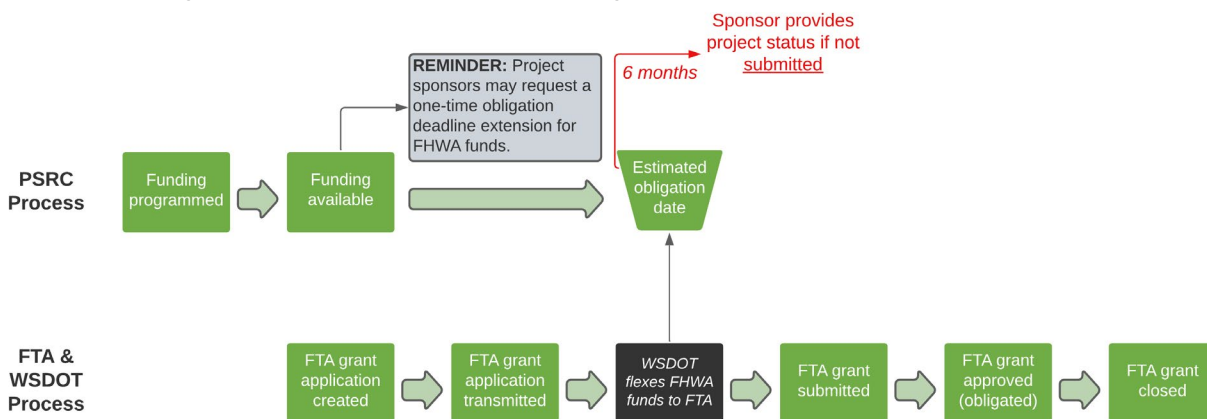 Sponsor provides
project status if not
submitted
6 months
REMINDER: Project
sponsors may request a
one-time obligation
deadline extension for
FHWA funds.
PSRC
Process
Funding
programmed
Funding
available
Estimated
obligation
date
FTA &
WSDOT
Process
FTA grant
application
created
FTA grant
application
transmitted
WSDOT
flexes FHWA
funds to FTA
FTA grant
submitted
FTA grant
approved
(obligated)
FTA grant
closed